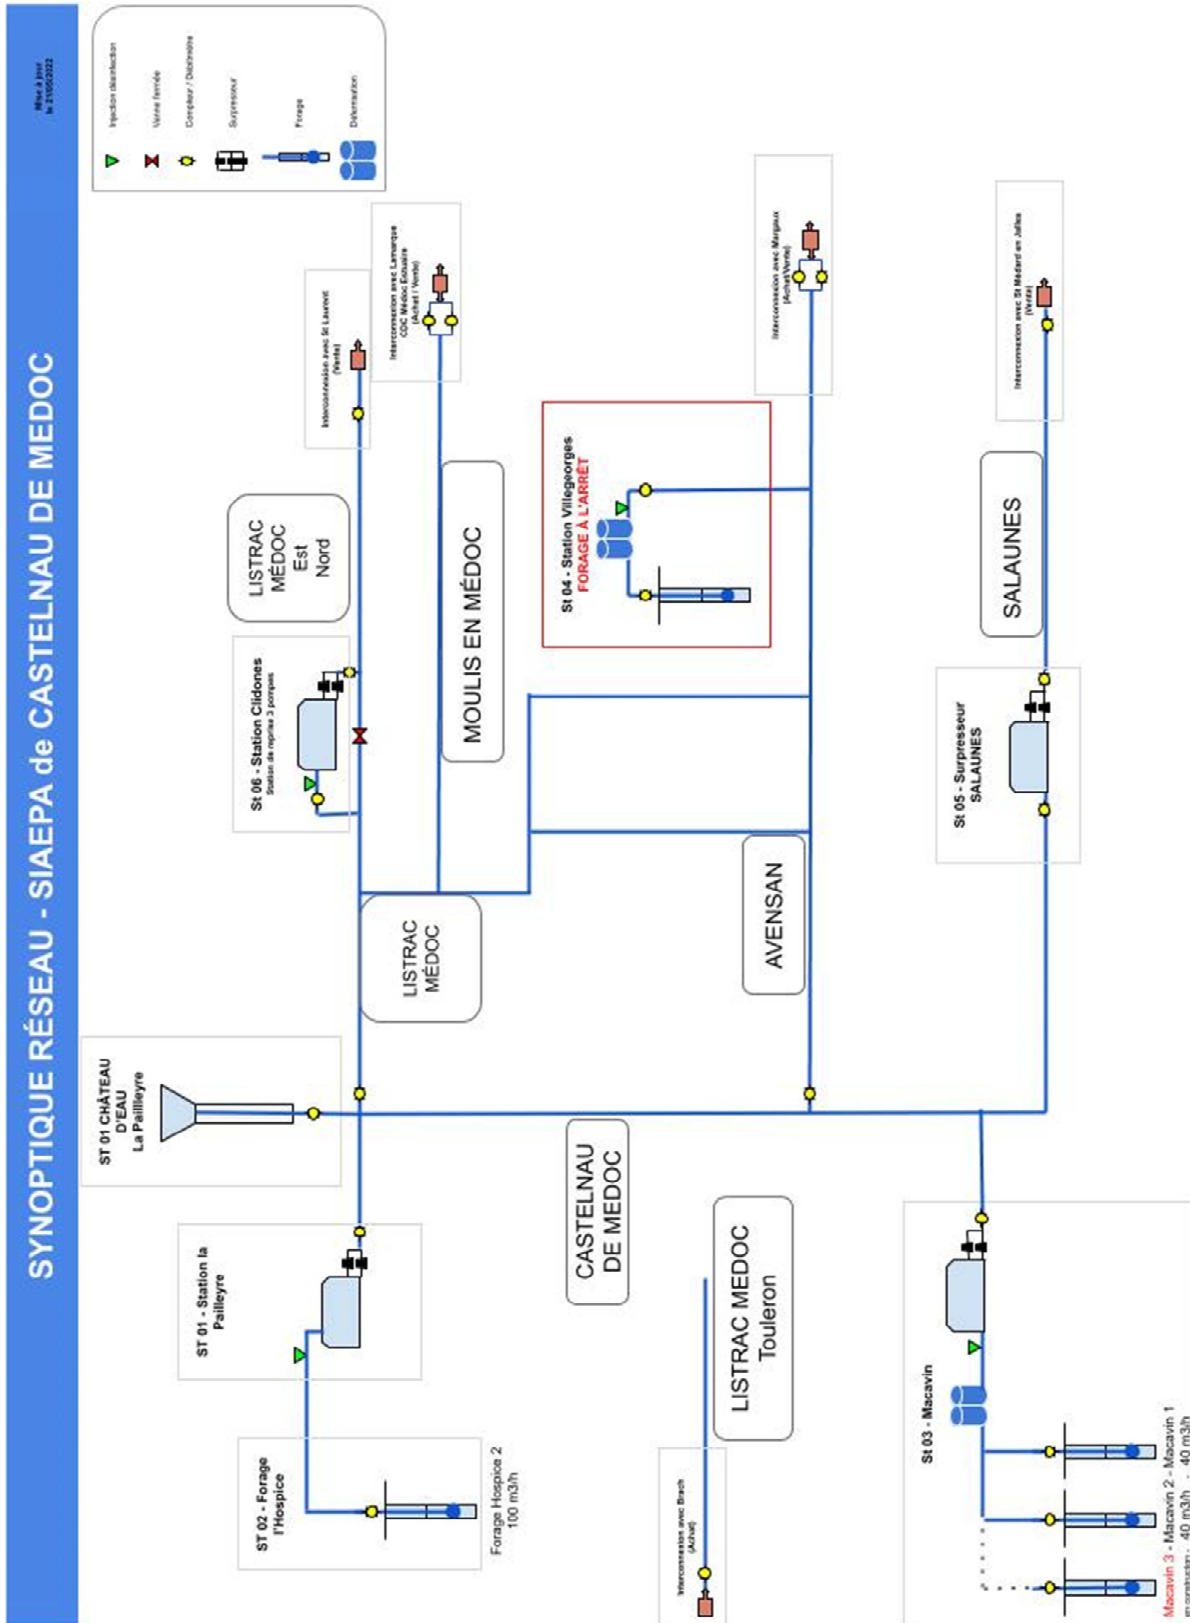 SYNOPTIQUE RÉSEAU - SIAEPA de CASTELNAU DE MEDOC
Mise à jour
le 31/05/2022
Injection désinfection
Vanne fermée
Compteur / Débitmètre
Surpresseur
Forage
Déferrisation
ST 01 CHÂTEAU
D'EAU
La Pailleyre
ST 01 - Station la
Pailleyre
ST 02 - Forage
l'Hospice
Forage Hospice 2
100 m3/h
St 06 - Station Clidones
Station de reprise 3 pompes
LISTRAC
MÉDOC
Est
Nord
Interconnexion avec St Laurent
(Vente)
Interconnexion avec Lamarque
CDC Médoc Estuaire
(Achat / Vente)
LISTRAC
MÉDOC
MOULIS EN MÉDOC
St 04 - Station Villegeorges
FORAGE À L'ARRÊT
Interconnexion avec Margaux
(Achat/Vente)
CASTELNAU
DE MEDOC
AVENSAN
LISTRAC MEDOC
Touleron
Interconnexion avec Brach
(Achat)
St 05 - Surpresseur
SALAUNES
SALAUNES
Interconnexion avec St Médard en Jalles
(Vente)
St 03 - Macavin
Macavin 3 - Macavin 2 - Macavin 1
en construction - 40 m3/h - 40 m3/h